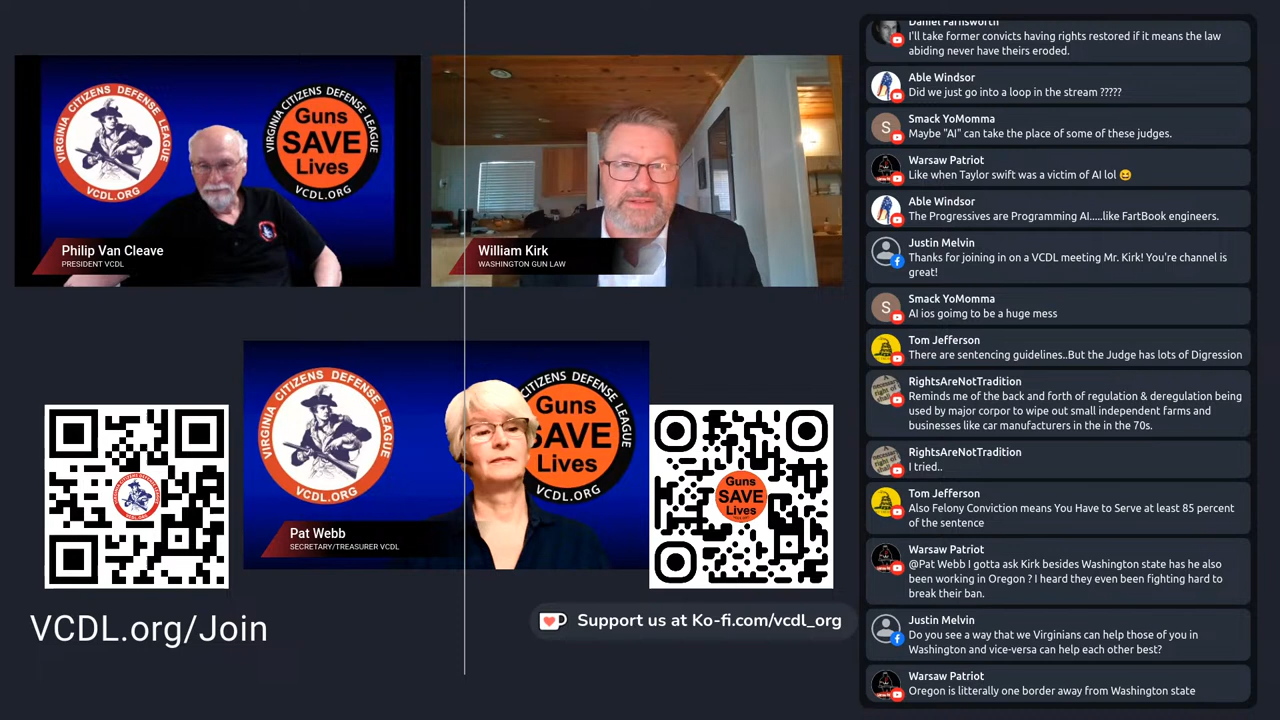 VIRGINIA CITIZENS DEFENSE LEAGUE
VCDL.ORG
VIRGINIA CITIZENS DEFENSE LEAGUE
Guns
SAVE
Lives
VCDL.ORG
Philip Van Cleave
PRESIDENT VCDL
William Kirk
WASHINGTON GUN LAW
VIRGINIA CITIZENS DEFENSE LEAGUE
VCDL.ORG
CITIZENS DEFENSE LEAGUE
Guns
SAVE
Lives
VCDL.ORG
Pat Webb
SECRETARY/TREASURER VCDL
Guns
SAVE
Lives
VCDL.org/Join
Support us at Ko-fi.com/vcdl_org
Daniel Farnsworth
I'll take former convicts having rights restored if it means the law
abiding never have theirs eroded.
Able Windsor
Did we just go into a loop in the stream ?????
S
Smack YoMomma
Maybe "AI" can take the place of some of these judges.
Warsaw Patriot
Like when Taylor swift was a victim of AI lol 😀
Able Windsor
The Progressives are Programming AI.....like FartBook engineers.
Justin Melvin
Thanks for joining in on a VCDL meeting Mr. Kirk! You're channel is
great!
S
Smack YoMomma
AI ios goimg to be a huge mess
Tom Jefferson
There are sentencing guidelines..But the Judge has lots of Digression
RightsAreNotTradition
Reminds me of the back and forth of regulation & deregulation being
used by major corpor to wipe out small independent farms and
businesses like car manufacturers in the in the 70s.
RightsAreNotTradition
I tried..
Tom Jefferson
Also Felony Conviction means You Have to Serve at least 85 percent
of the sentence
Warsaw Patriot
@Pat Webb I gotta ask Kirk besides Washington state has he also
been working in Oregon ? I heard they even been fighting hard to
break their ban.
Justin Melvin
Do you see a way that we Virginians can help those of you in
Washington and vice-versa can help each other best?
Warsaw Patriot
Oregon is litterally one border away from Washington state